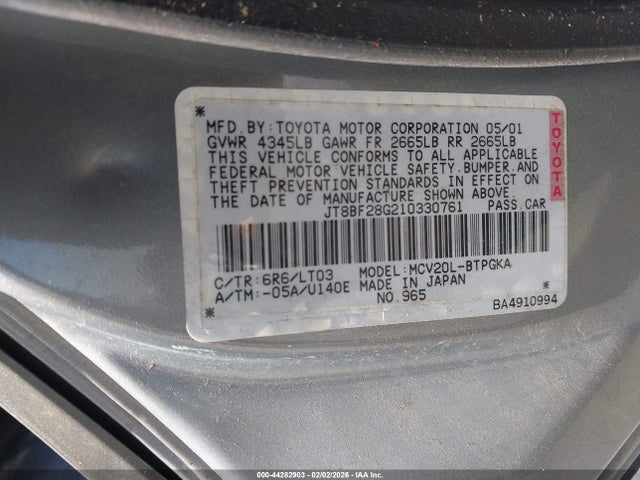 MFD. BY: TOYOTA MOTOR CORPORATION 05/01
GVWR 4345LB GAWR FR 2665LB RR 2665LB
THIS VEHICLE CONFORMS TO ALL APPLICABLE
FEDERAL MOTOR VEHICLE SAFETY. BUMPER. AND
THEFT PREVENTION STANDARDS IN EFFECT ON
THE DATE OF MANUFACTURE SHOWN ABOVE.
JT8BF28G210330761 PASS. CAR
TOYOTA
C/TR: 6R6/LT03 MODEL: MCV20L-BTPGKA
A/TM: -05A/U140E MADE IN JAPAN
NO. 965
BA4910994
000-44282903 - 02/02/2026 - IAA Inc.